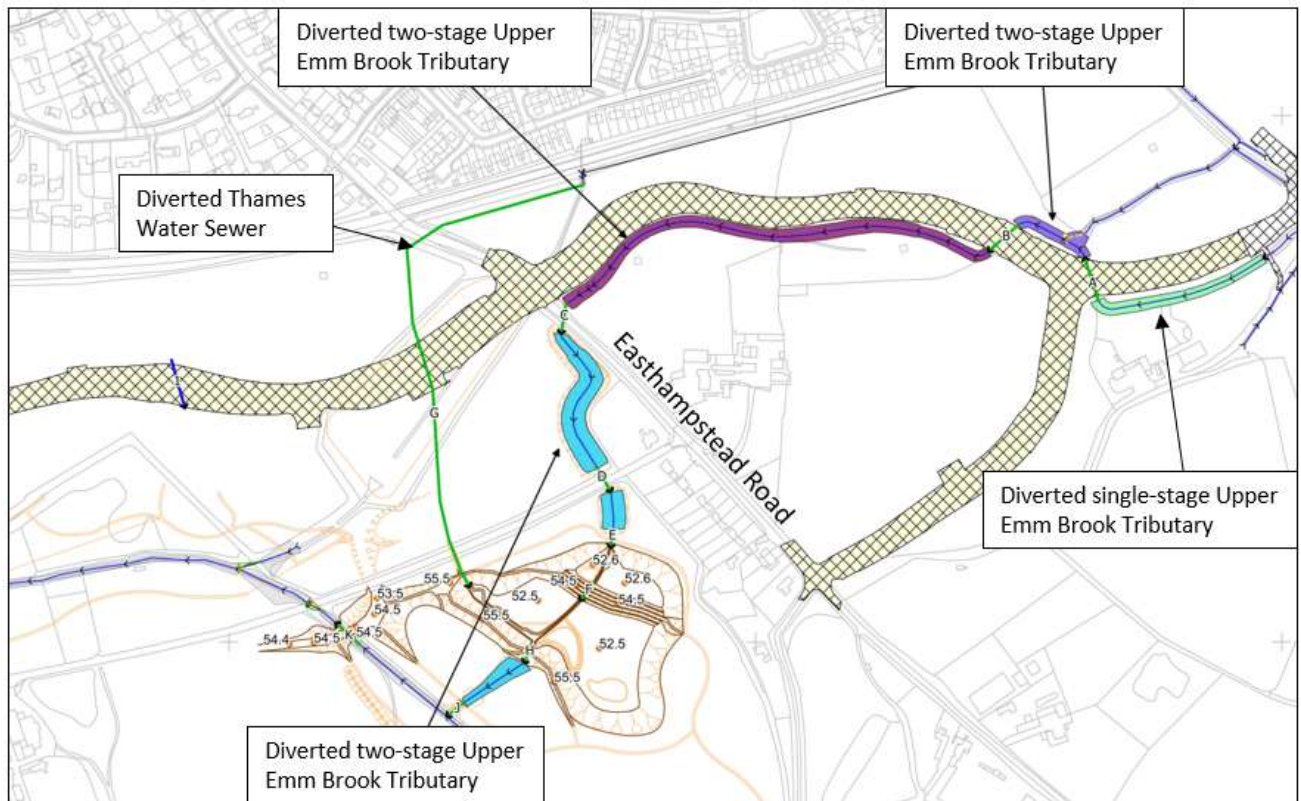 Diverted two-stage Upper
Emm Brook Tributary
Diverted two-stage Upper
Emm Brook Tributary
Diverted Thames
Water Sewer
B
A
C
Easthampstead Road
I
G
D
Diverted single-stage Upper
Emm Brook Tributary
E
52.6
52.6
55.5
54.5
53.5
52.5
F
54.5
54.5
55.5
54.4
54.5
K
54.5
H
52.5
55.5
J
Diverted two-stage Upper
Emm Brook Tributary